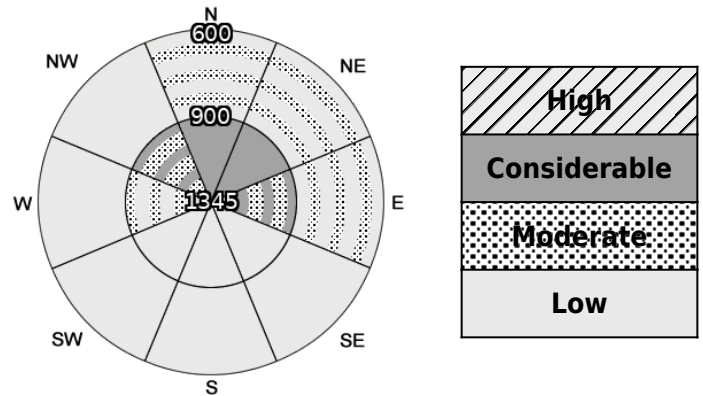 N
600
NW
NE
900
W
1345
E
SW
SE
S
High
Considerable
Moderate
Low